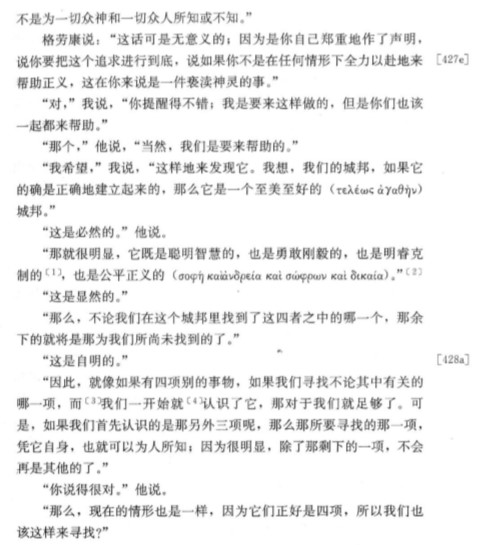 不是为一切众神和一切众人所知或不知。”
格劳康说：“这话可是无意义的；因为是你自己郑重地作了声明，
说你要把这个追求进行到底，说如果你不是在任何情形下全力以赴地来 [427e]
帮助正义，这在你来说是一件亵渎神灵的事。”
“对，”我说，“你提醒得不错；我是要来这样做的，但是你们也该
一起都来帮助。”
“那个，”他说，“当然，我们是要来帮助的。”
“我希望，”我说，“这样地来发现它。我想，我们的城邦，如果它
的确是正确地建立起来的，那么它是一个至美至好的（τελέως ἀγαθὴν）
城邦。”
“这是必然的。”他说。
“那就很明显，它既是聪明智慧的，也是勇敢刚毅的，也是明睿克
制的〔1〕，也是公平正义的（σοφὴ καὶἀνδρεία καὶ σώφρων καὶ δικαία）。”〔2〕
“这是显然的。”
“那么，不论我们在这个城邦里找到了这四者之中的哪一个，那余
下的就将是那为我们所尚未找到的了。”
“这是自明的。” [428a]
“因此，就像如果有四项别的事物，如果我们寻找不论其中有关的
哪一项，而〔3〕我们一开始就〔4〕认识了它，那对于我们就足够了。可
是，如果我们首先认识的是那另外三项呢，那么那所要寻找的那一项，
凭它自身，也就可以为人所知；因为很明显，除了那剩下的一项，不会
再是其他的了。”
“你说得很对。”他说。
“那么，现在的情形也是一样，因为它们正好是四项，所以我们也
该这样来寻找？”